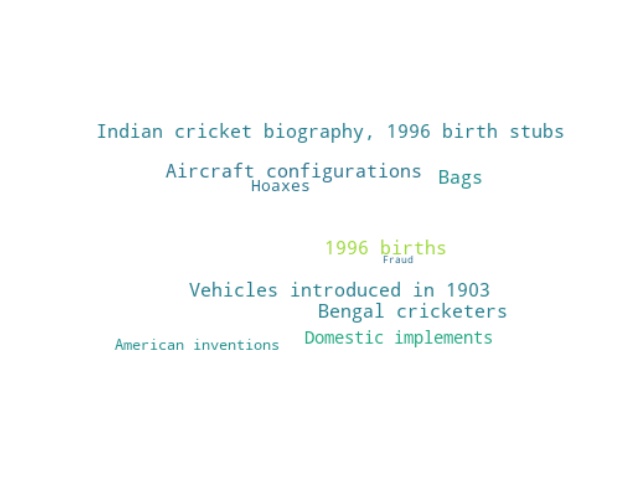 Indian cricket biography, 1996 birth stubs
Aircraft configurations
Bags
Hoaxes
1996 births
Fraud
Vehicles introduced in 1903
Bengal cricketers
Domestic implements
American inventions